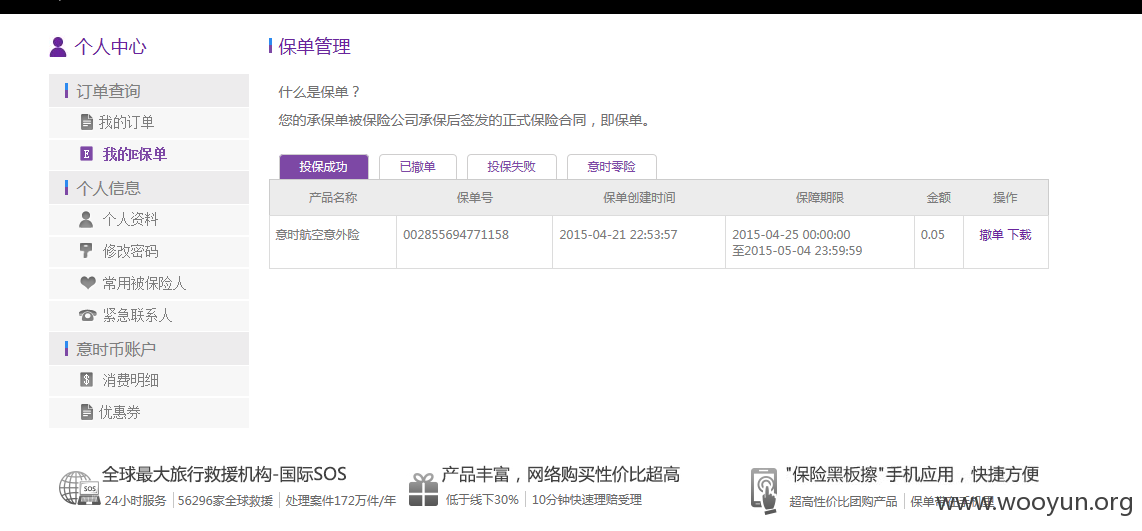 个人中心
订单查询
我的订单
我的E保单
个人信息
个人资料
修改密码
常用被保险人
紧急联系人
意时币账户
消费明细
优惠券
保单管理
什么是保单？
您的承保单被保险公司承保后签发的正式保险合同，即保单。
投保成功 已撤单 投保失败 意时零险
产品名称 保单号 保单创建时间 保障期限 金额 操作
意时航空意外险 002855694771158 2015-04-21 22:53:57 2015-04-25 00:00:00 0.05 撤单 下载
至2015-05-04 23:59:59
全球最大旅行救援机构-国际SOS
SOS
24小时服务 56296家全球救援 处理案件172万件/年
产品丰富，网络购买性价比超高
低于线下30% 10分钟快速理赔受理
"保险黑板擦"手机应用，快捷方便
超高性价比团购产品 保单带在手机里
www.wooyun.org